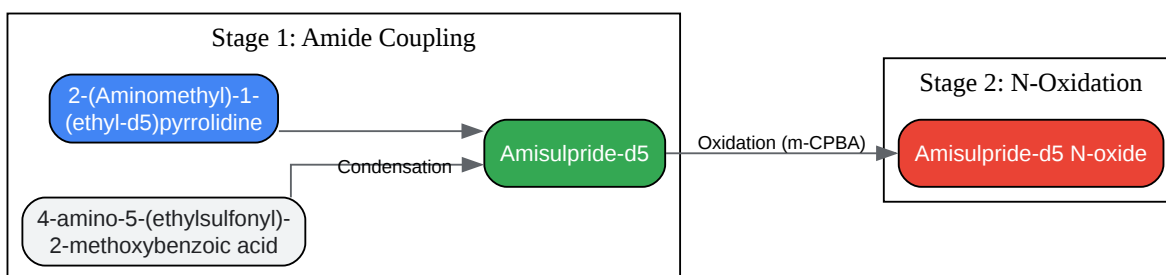 Stage 1: Amide Coupling
2-(Aminomethyl)-1-
(ethyl-d5)pyrrolidine
Condensation
4-amino-5-(ethylsulfonyl)-
2-methoxybenzoic acid
Amisulpride-d5
Oxidation (m-CPBA)
Stage 2: N-Oxidation
Amisulpride-d5 N-oxide